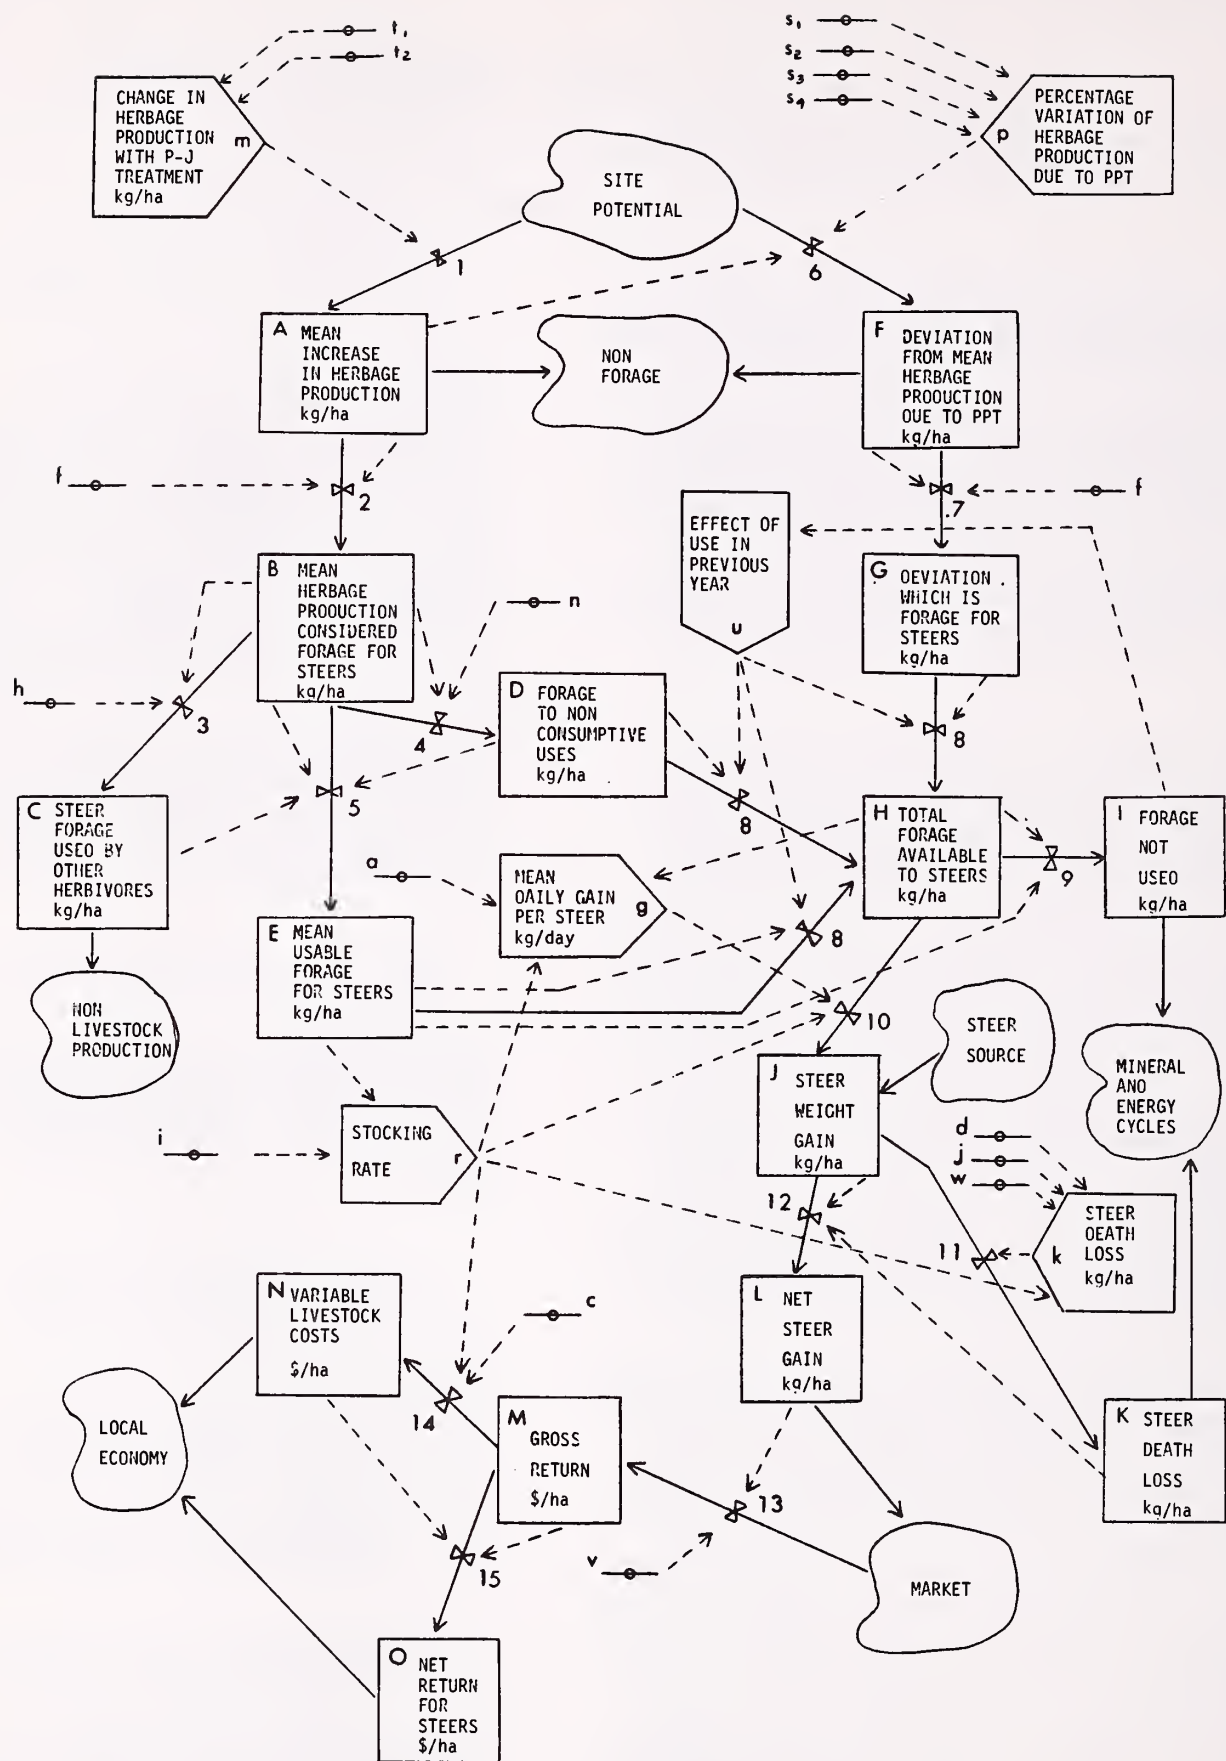 t₁
t₂
s₁
s₂
s₃
s₄
CHANGE IN
HERBAGE
PRODUCTION
WITH P-J
TREATMENT
kg/ha
m
SITE
POTENTIAL
PERCENTAGE
VARIATION OF
HERBAGE
PRODUCTION
DUE TO PPT
p
1
6
A MEAN
INCREASE
IN HERBAGE
PRODUCTION
kg/ha
NON
FORAGE
F
DEVIATION
FROM MEAN
HERBAGE
PROOUCTION
OUE TO PPT
kg/ha
f
2
.7
f
EFFECT OF
USE IN
PREVIOUS
YEAR
u
B MEAN
HERBAGE
PRODUCTION
CONSIDERED
FORAGE FOR
STEERS
kg/ha
n
G OEVIATION .
WHICH IS
FORAGE FOR
STEERS
kg/ha
h
3
4
D FORAGE
TO NON
CONSUMPTIVE
USES
kg/ha
8
C STEER
FORAGE
USED BY
OTHER
HERBIVORES
kg/ha
5
8
H TOTAL
FORAGE
AVAILABLE
TO STEERS
kg/ha
9
I FORAGE
NOT
USED
kg/ha
a
MEAN
OAILY GAIN
PER STEER
kg/day
g
8
E MEAN
USABLE
FORAGE
FOR STEERS
kg/ha
NON
LIVESTOCK
PRODUCTION
10
STEER
SOURCE
J STEER
WEIGHT
GAIN
kg/ha
MINERAL
ANO
ENERGY
CYCLES
i
STOCKING
RATE
r
d
j
w
12
11
k
STEER
OEATH
LOSS
kg/ha
N VARIABLE
LIVESTOCK
COSTS
$/ha
c
L NET
STEER
GAIN
kg/ha
LOCAL
ECONOMY
14
M
GROSS
RETURN
$/ha
K STEER
DEATH
LOSS
kg/ha
13
v
15
MARKET
O NET
RETURN
FOR
STEERS
$/ha